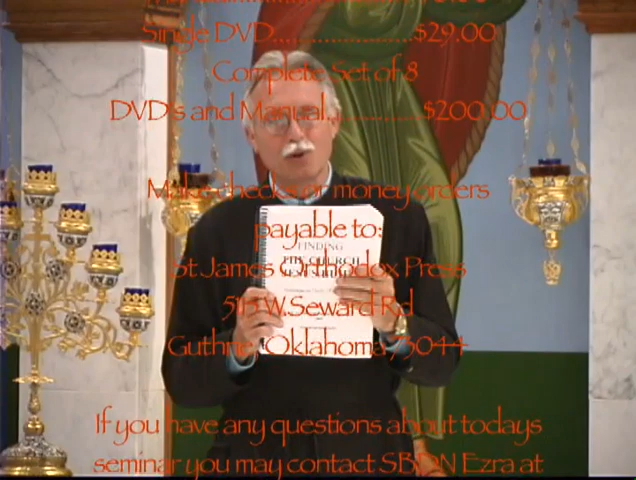 Single DVD....................$29.00
Complete Set of 8
DVD's and Manual...............$200.00
Make checks or money orders
payable to:
FINDING
THE CHURCH
St James Orthodox Press
W.Seward Rd
Guthrie, Oklahoma, 73044
If you have any questions about todays
seminar you may contact SBDN Ezra at